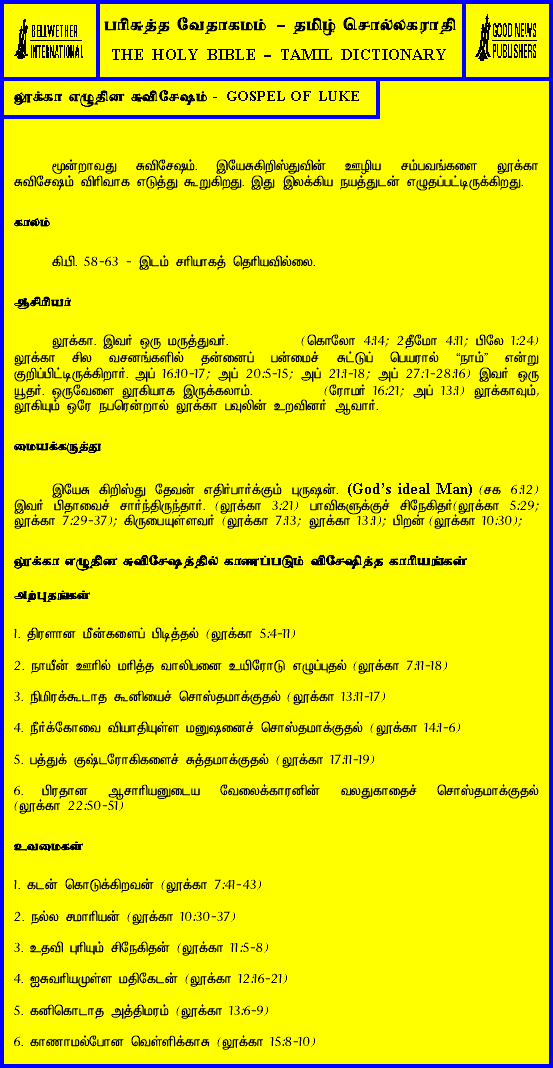 BELLWETHER
INTERNATIONAL
பரிசுத்த வேதாகமம் – தமிழ் சொல்லகராதி
THE HOLY BIBLE – TAMIL DICTIONARY
GOOD NEWS
PUBLISHERS
லூக்கா எழுதின சுவிசேஷம் - GOSPEL OF LUKE
மூன்றாவது சுவிசேஷம். இயேசுகிறிஸ்துவின் ஊழிய சம்பவங்களை லூக்கா
சுவிசேஷம் விரிவாக எடுத்து கூறுகிறது. இது இலக்கிய நயத்துடன் எழுதப்பட்டிருக்கிறது.
காலம்
கி.பி. 58-63 - இடம் சரியாகத் தெரியவில்லை.
ஆசிரியர்
லூக்கா. இவர் ஒரு மருத்துவர். (கொலோ 4:14; 2தீமோ 4:11; பிலே 1:24)
லூக்கா சில வசனங்களில் தன்னைப் பன்மைச் சுட்டுப் பெயரால் “நாம்” என்று
குறிப்பிட்டிருக்கிறார். அப் 16:10-17; அப் 20:5-15; அப் 21:1-18; அப் 27:1-28:16) இவர் ஒரு
யூதர். ஒருவேளை லூகியாக இருக்கலாம். (ரோமர் 16:21; அப் 13:1) லூக்காவும்,
லூகியும் ஒரே நபரென்றால் லூக்கா பவுலின் உறவினர் ஆவார்.
மையக்கருத்து
இயேசு கிறிஸ்து தேவன் எதிர்பார்க்கும் புருஷன். (God’s ideal Man) (சக 6:12)
இவர் பிதாவைச் சார்ந்திருந்தார். (லூக்கா 3:21) பாவிகளுக்குச் சிநேகிதர்(லூக்கா 5:29;
லூக்கா 7:29-37); கிருபையுள்ளவர் (லூக்கா 7:13; லூக்கா 13:1); பிறன் (லூக்கா 10:30);
லூக்கா எழுதின சுவிசேஷத்தில் காணப்படும் விசேஷித்த காரியங்கள்
அற்புதங்கள்
1. திரளான மீன்களைப் பிடித்தல் (லூக்கா 5:4-11)
2. நாயீன் ஊரில் மரித்த வாலிபனை உயிரோடு எழுப்புதல் (லூக்கா 7:11-18)
3. நிமிரக்கூடாத கூனியைச் சொஸ்தமாக்குதல் (லூக்கா 13:11-17)
4. நீர்க்கோவை வியாதியுள்ள மனுஷனைச் சொஸ்தமாக்குதல் (லூக்கா 14:1-6)
5. பத்துக் குஷ்டரோகிகளைச் சுத்தமாக்குதல் (லூக்கா 17:11-19)
6. பிரதான ஆசாரியனுடைய வேலைக்காரனின் வலதுகாதைச் சொஸ்தமாக்குதல்
(லூக்கா 22:50-51)
உவமைகள்
1. கடன் கொடுக்கிறவன் (லூக்கா 7:41-43)
2. நல்ல சமாரியன் (லூக்கா 10:30-37)
3. உதவி புரியும் சிநேகிதன் (லூக்கா 11:5-8)
4. ஐசுவரியமுள்ள மதிகேடன் (லூக்கா 12:16-21)
5. கனிகொடாத அத்திமரம் (லூக்கா 13:6-9)
6. காணாமல்போன வெள்ளிக்காசு (லூக்கா 15:8-10)